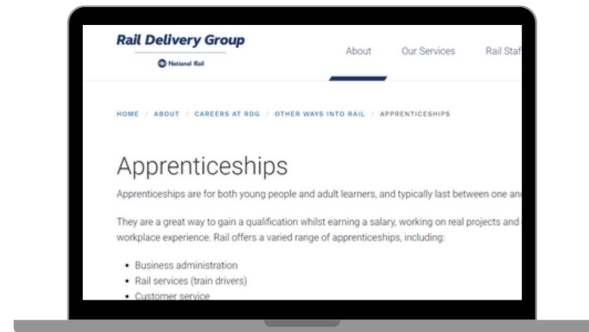 Rail Delivery Group
National Rail
About Our Services Rail Staf
HOME / ABOUT / CAREERS AT RDG / OTHER WAYS INTO RAIL / APPRENTICESHIPS
Apprenticeships
Apprenticeships are for both young people and adult learners, and typically last between one an
They are a great way to gain a qualification whilst earning a salary, working on real projects and
workplace experience. Rail offers a varied range of apprenticeships, including:
• Business administration
• Rail services (train drivers)
• Customer service